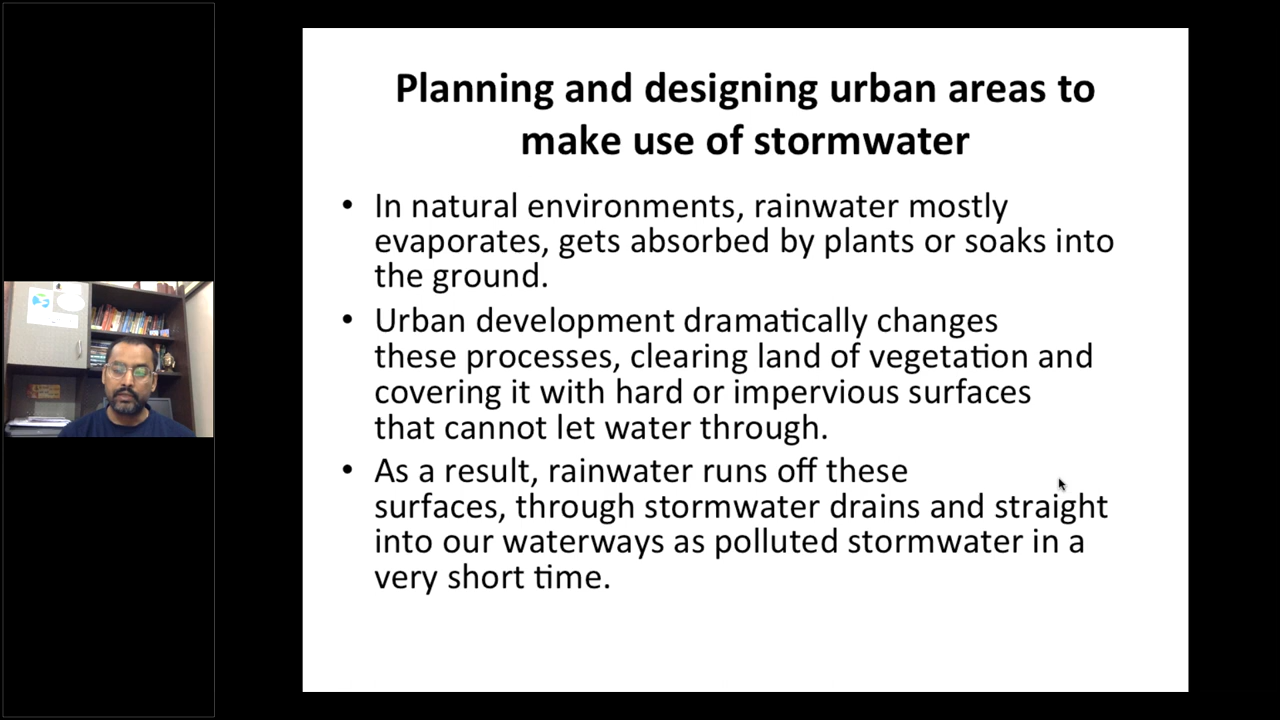 Planning and designing urban areas to
make use of stormwater
• In natural environments, rainwater mostly
evaporates, gets absorbed by plants or soaks into
the ground.
• Urban development dramatically changes
these processes, clearing land of vegetation and
covering it with hard or impervious surfaces
that cannot let water through.
• As a result, rainwater runs off these
surfaces, through stormwater drains and straight
into our waterways as polluted stormwater in a
very short time.